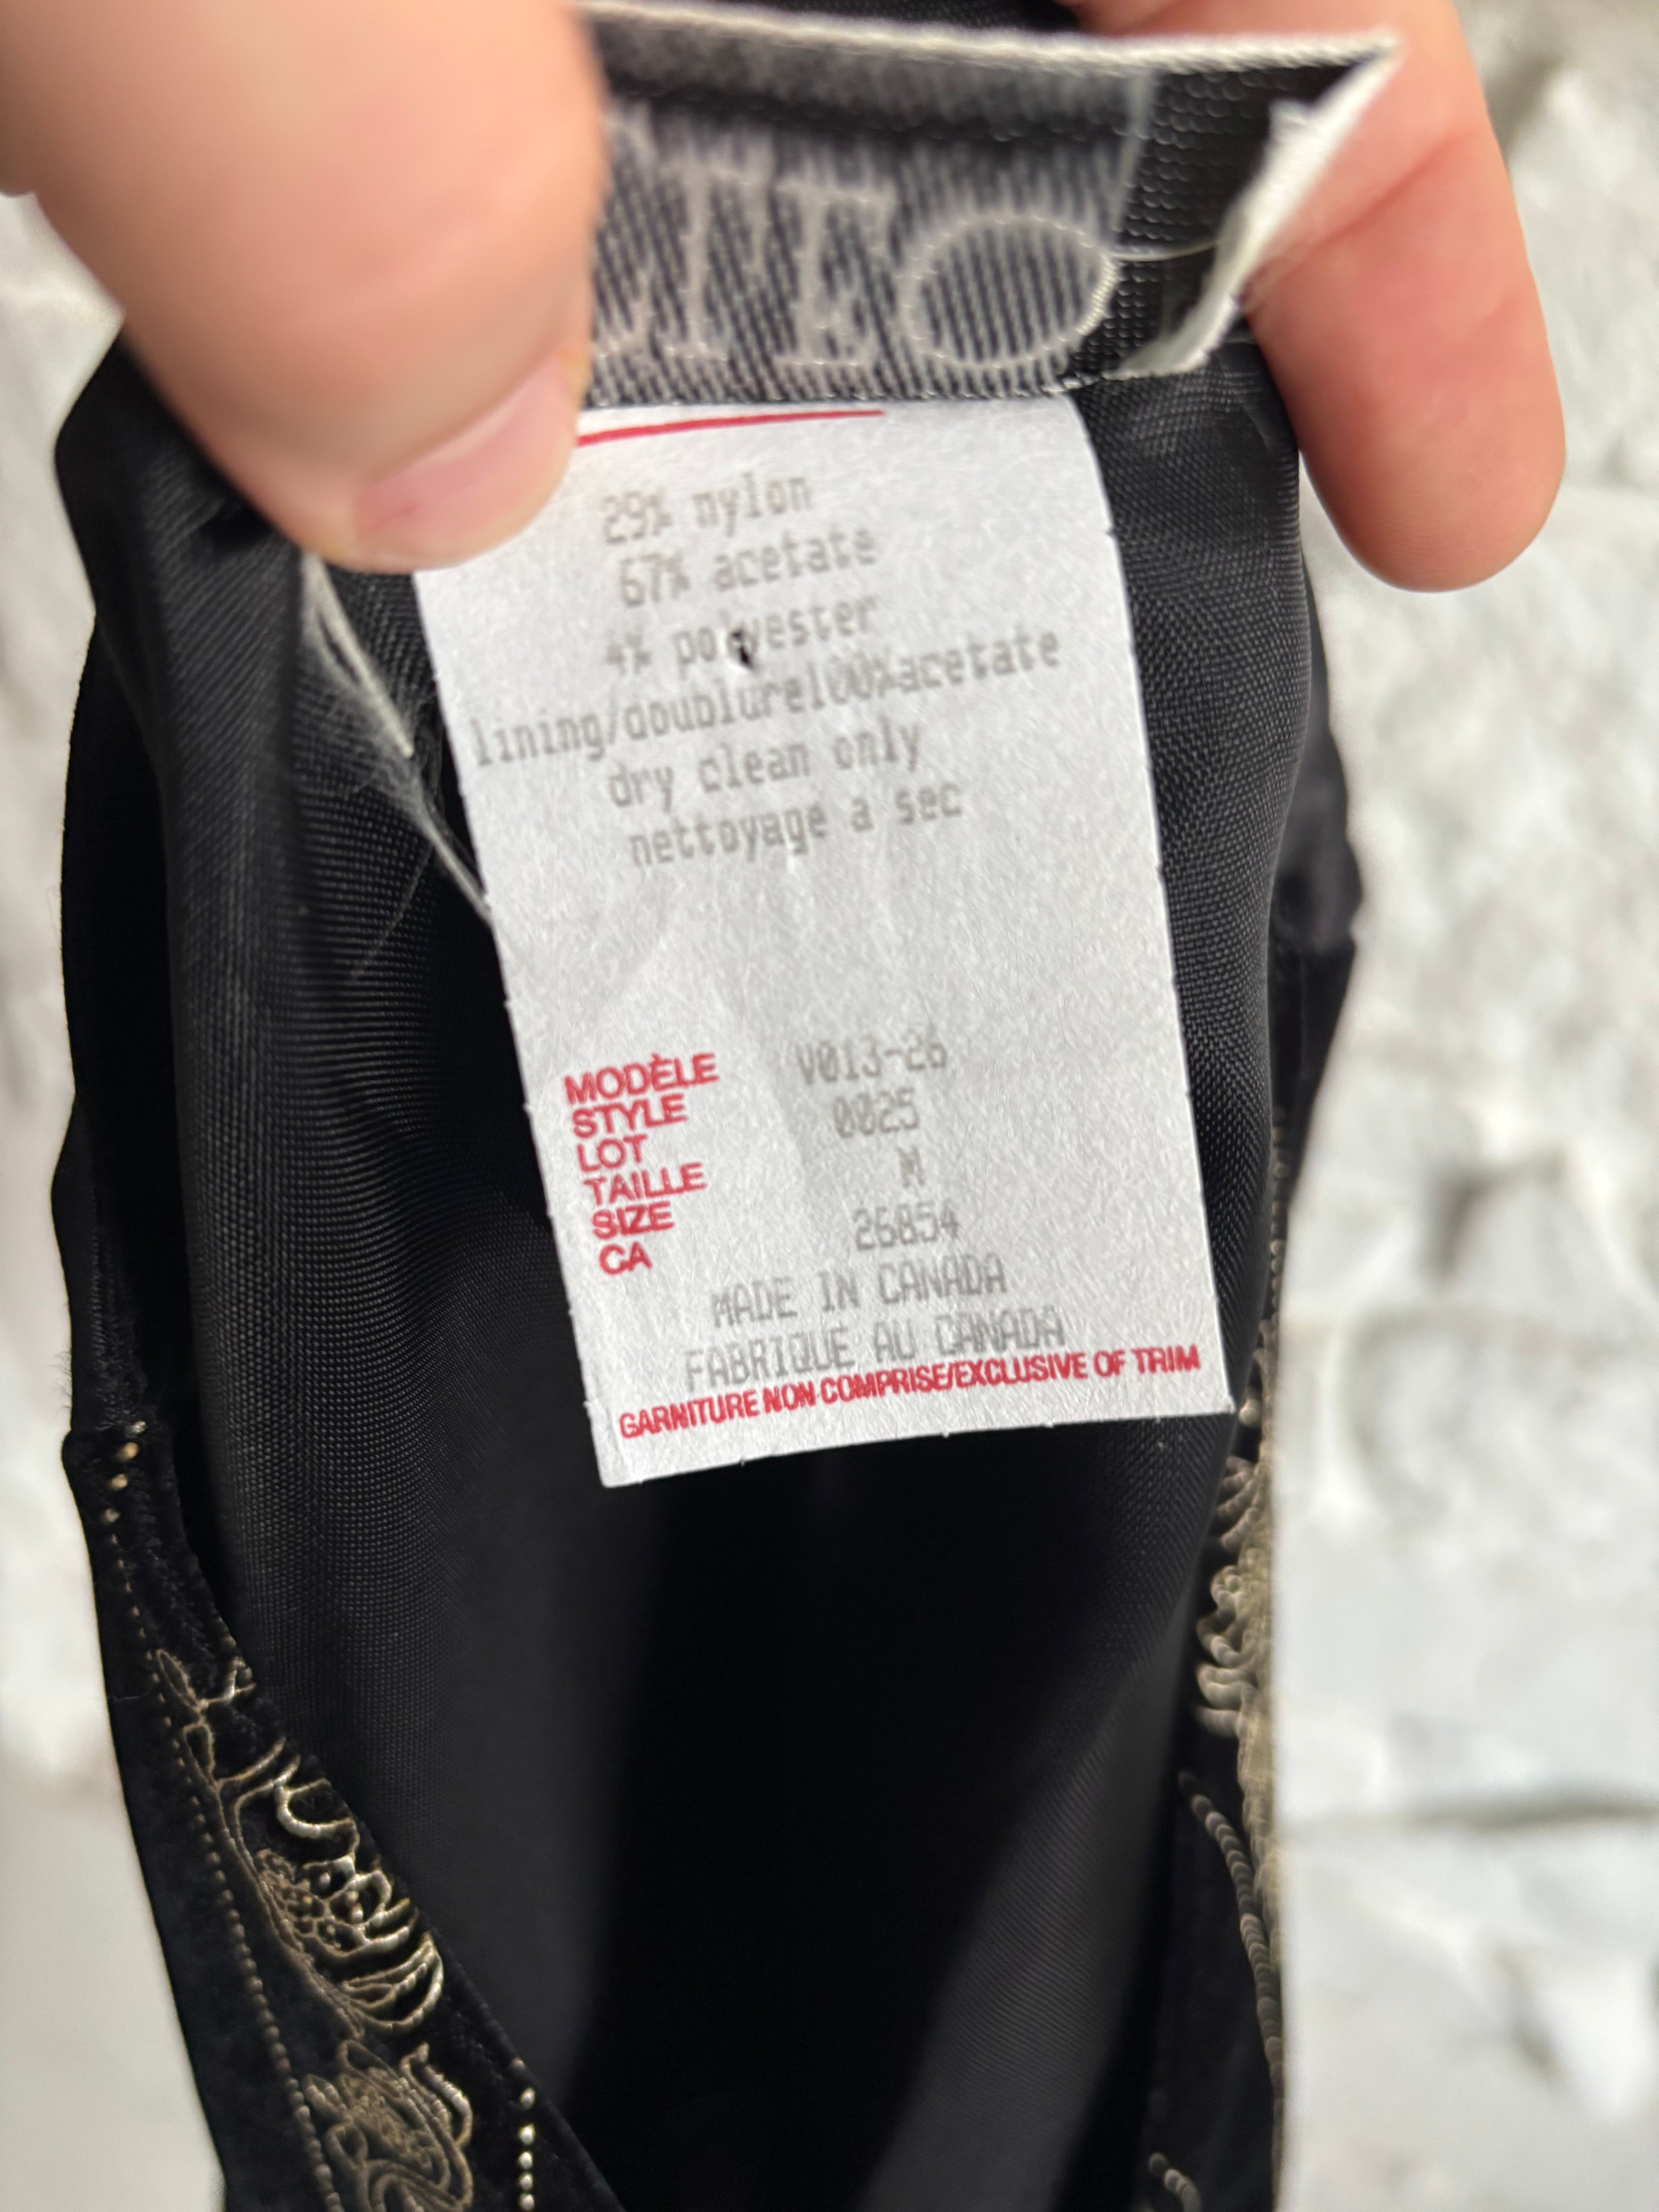 29% nylon
67% acetate
4% polyester
lining/doublure100%acetate
dry clean only
nettoyage a sec
MODÈLE V013-26
STYLE 0025
LOT
TAILLE M
SIZE 26854
CA
MADE IN CANADA
FABRIQUE AU CANADA
GARNITURE NON COMPRISE/EXCLUSIVE OF TRIM